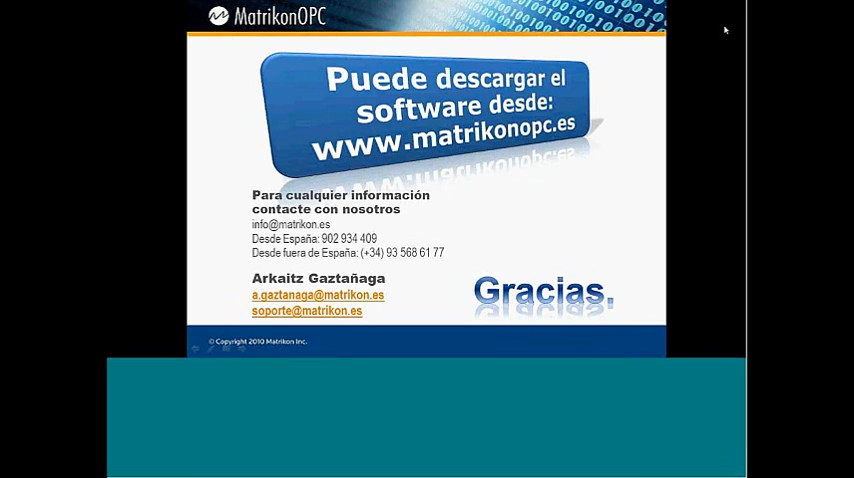 MatrikonOPC
Puede descargar el
software desde:
www.matrikonopc.es
Para cualquier información
contacte con nosotros
info@matrikon.es
Desde España: 902 934 409
Desde fuera de España: (+34) 93 568 61 77
Arkaitz Gaztañaga
a.gaztanaga@matrikon.es
soporte@matrikon.es
Gracias.
© Copyright 2010 Matrikon Inc.